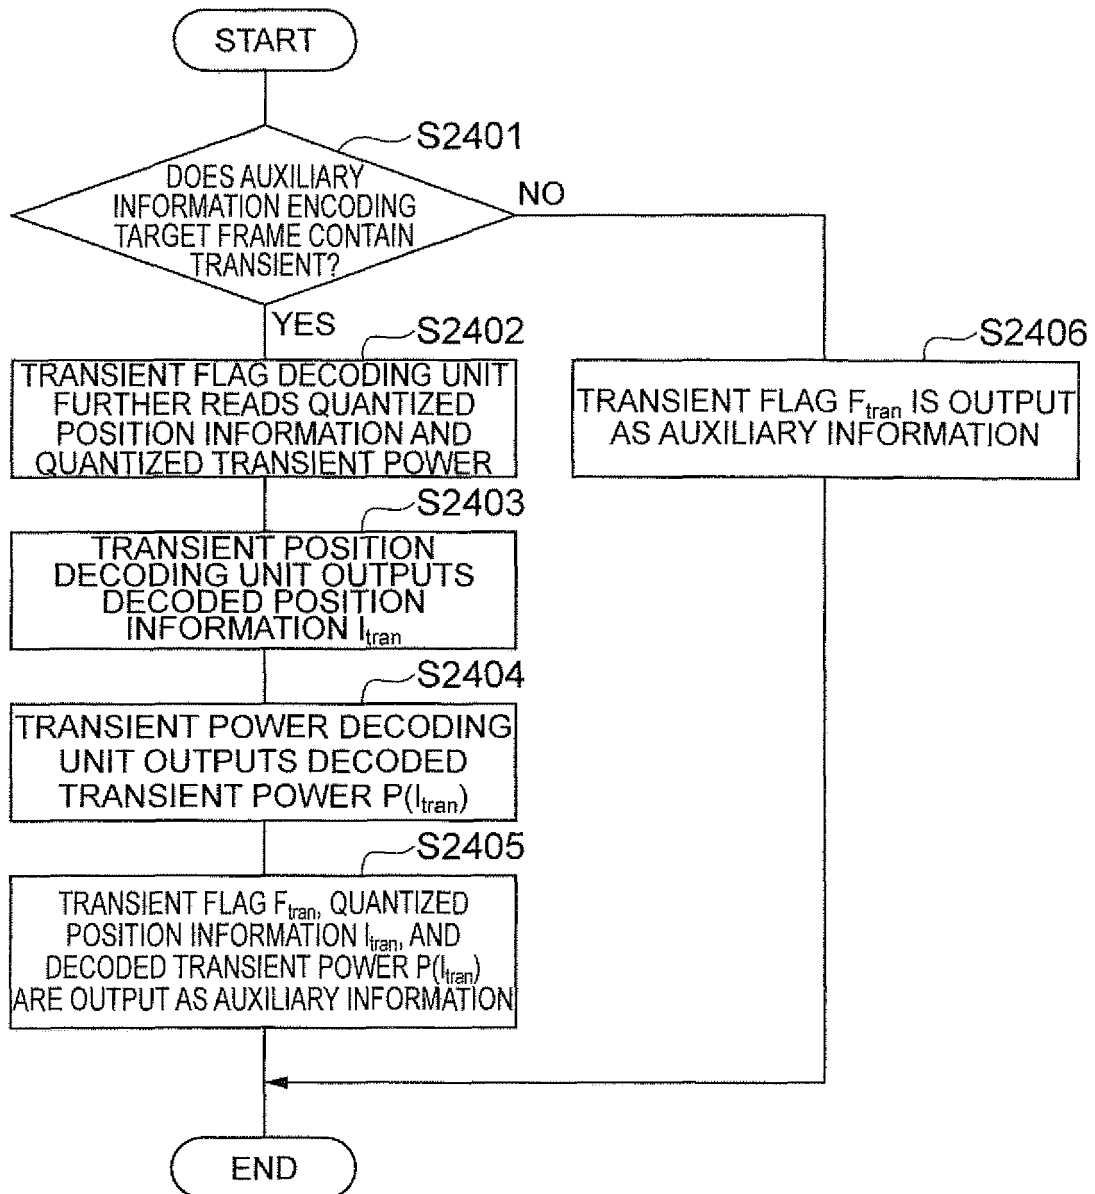 START
S2401
DOES AUXILIARY
INFORMATION ENCODING
TARGET FRAME CONTAIN
TRANSIENT?
NO
YES
S2402
TRANSIENT FLAG DECODING UNIT
FURTHER READS QUANTIZED
POSITION INFORMATION AND
QUANTIZED TRANSIENT POWER
S2406
TRANSIENT FLAG Ftran IS OUTPUT
AS AUXILIARY INFORMATION
S2403
TRANSIENT POSITION
DECODING UNIT OUTPUTS
DECODED POSITION
INFORMATION Itran
S2404
TRANSIENT POWER DECODING
UNIT OUTPUTS DECODED
TRANSIENT POWER P(Itran)
S2405
TRANSIENT FLAG Ftran, QUANTIZED
POSITION INFORMATION Itran, AND
DECODED TRANSIENT POWER P(Itran)
ARE OUTPUT AS AUXILIARY INFORMATION
END